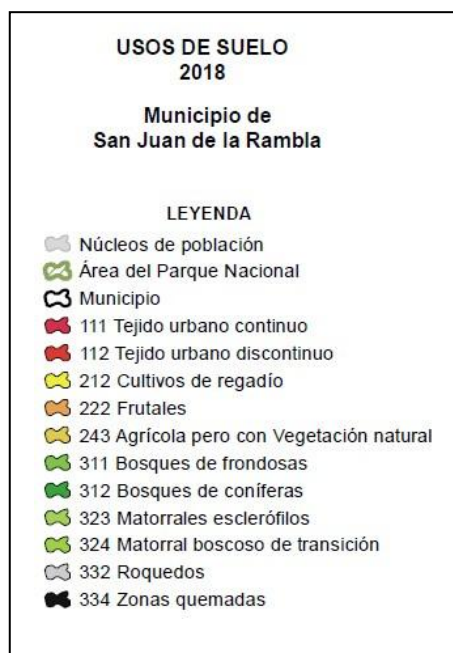 USOS DE SUELO
2018
Municipio de
San Juan de la Rambla
LEYENDA
Núcleos de población
Área del Parque Nacional
Municipio
111 Tejido urbano continuo
112 Tejido urbano discontinuo
212 Cultivos de regadío
222 Frutales
243 Agrícola pero con Vegetación natural
311 Bosques de frondosas
312 Bosques de coníferas
323 Matorrales esclerófilos
324 Matorral boscoso de transición
332 Roquedos
334 Zonas quemadas